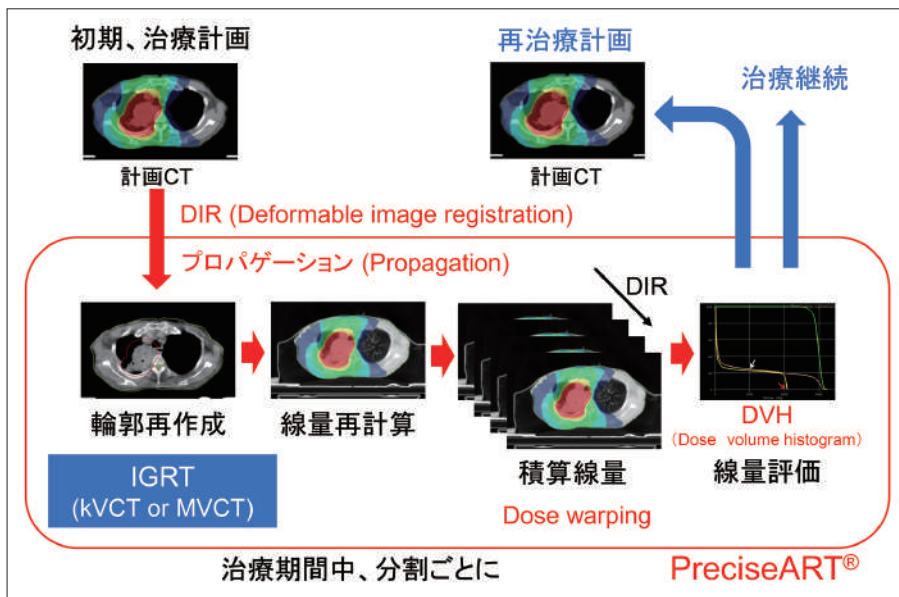 初期、治療計画
計画CT
再治療計画
計画CT
治療継続
DIR (Deformable image registration)
プロパゲーション (Propagation)
DIR
輪郭再作成
線量再計算
積算線量
Dose warping
DVH
(Dose volume histogram)
線量評価
IGRT
(kVCT or MVCT)
治療期間中、分割ごとに
PreciseART®